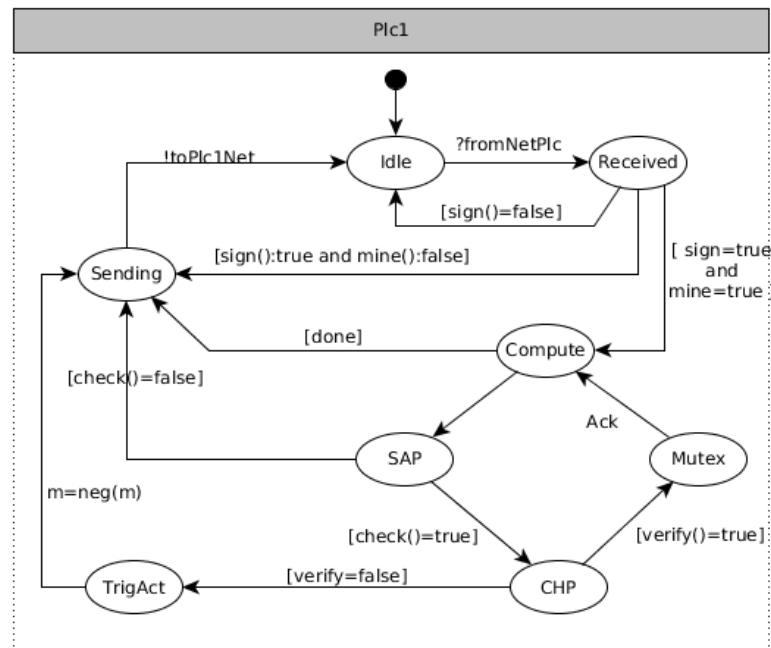 Plc1
?fromNetPlc
!toPlc1Net
Idle
Received
[sign()=false]
[sign():true and mine():false]
[ sign=true
and
mine=true
Sending
[done]
Compute
[check()=false]
Ack
SAP
Mutex
m=neg(m)
[check()=true]
[verify()=true]
[verify=false]
TrigAct
CHP